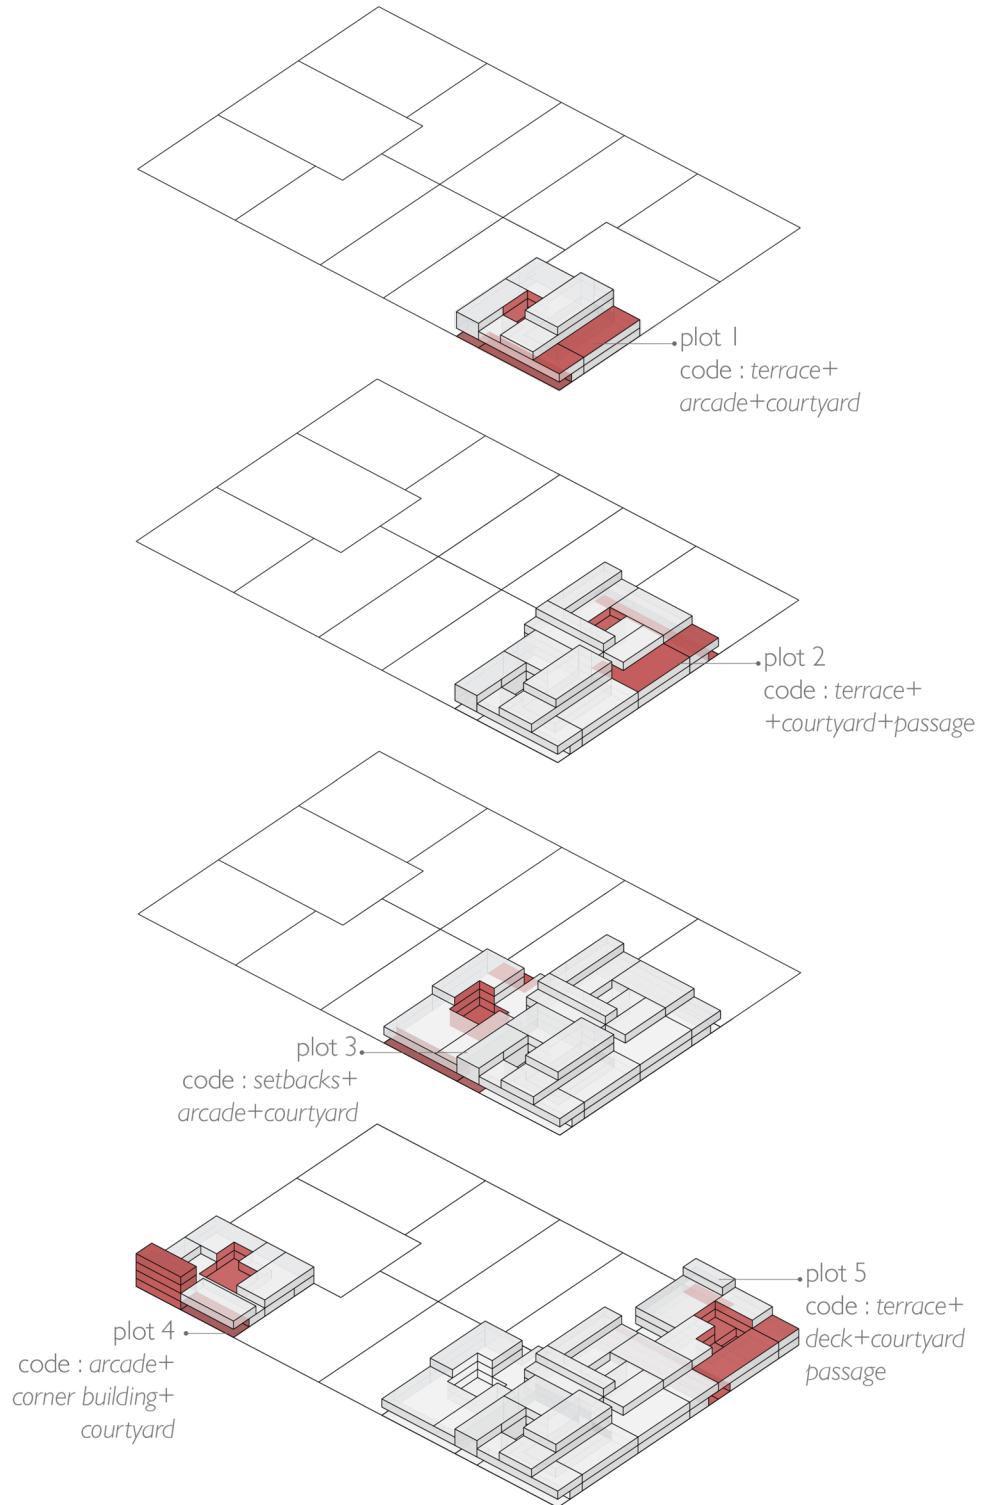 plot 1
code : terrace+
arcade+courtyard
plot 2
code : terrace+
+courtyard+passage
plot 3
code : setbacks+
arcade+courtyard
plot 4
code : arcade+
corner building+
courtyard
plot 5
code : terrace+
deck+courtyard
passage